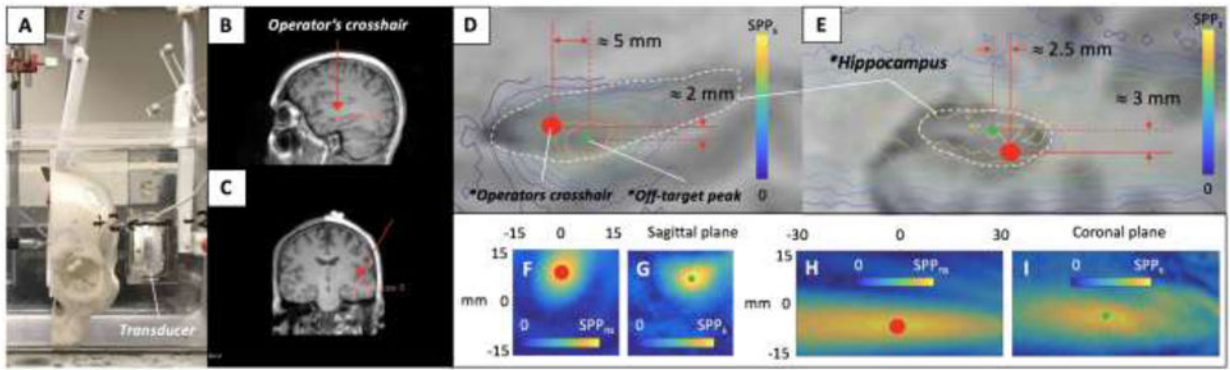 A
Transducer
B
Operator's crosshair
C
D
≈ 5 mm
SPPs
≈ 2 mm
*Operators crosshair
*Off-target peak
0
E
≈ 2.5 mm
SPPs
*Hippocampus
≈ 3 mm
0
-15 0 15
Sagittal plane
15
mm 0
-15
F
0 SPPns
G
0 SPPs
-30 0 30
Coronal plane
15
mm 0
-15
H
0 SPPns
I
0 SPPs